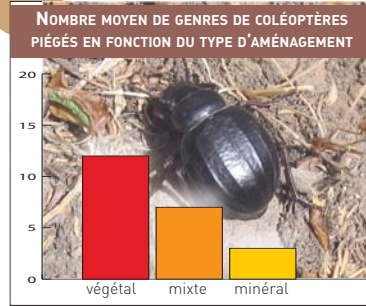 NOMBRE MOYEN DE GENRES DE COLÉOPTÈRES
PIÉGÉS EN FONCTION DU TYPE D'AMÉNAGEMENT
20
15
10
5
0
végétal mixte minéral